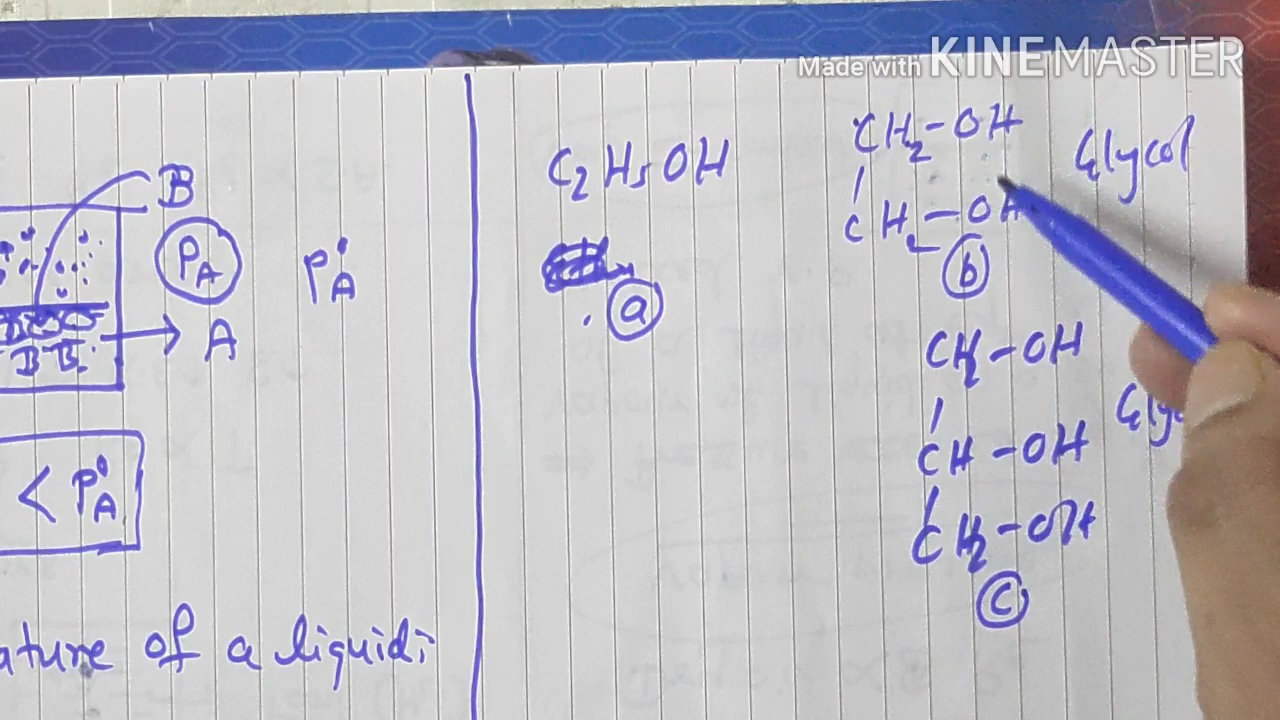 Made with KINEMASTER
B
PA
P°A
A
B B
< P°A
ature of a liquid:
C2H5OH
a
CH2-OH
Glycol
CH2-OH
b
CH2-OH
CH-OH
Glyc
CH2-OH
c